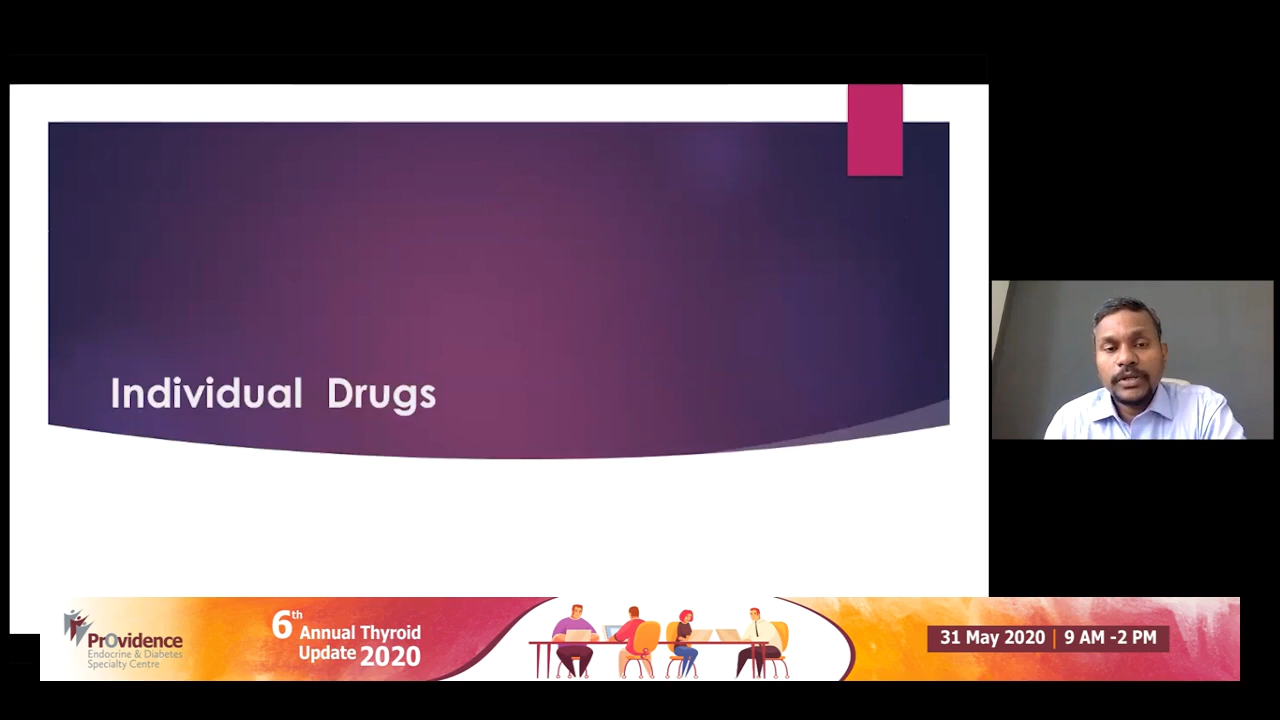 Individual Drugs
PrOvidence
Endocrine & Diabetes
Specialty Centre
6th
Annual Thyroid
Update 2020
31 May 2020 | 9 AM -2 PM